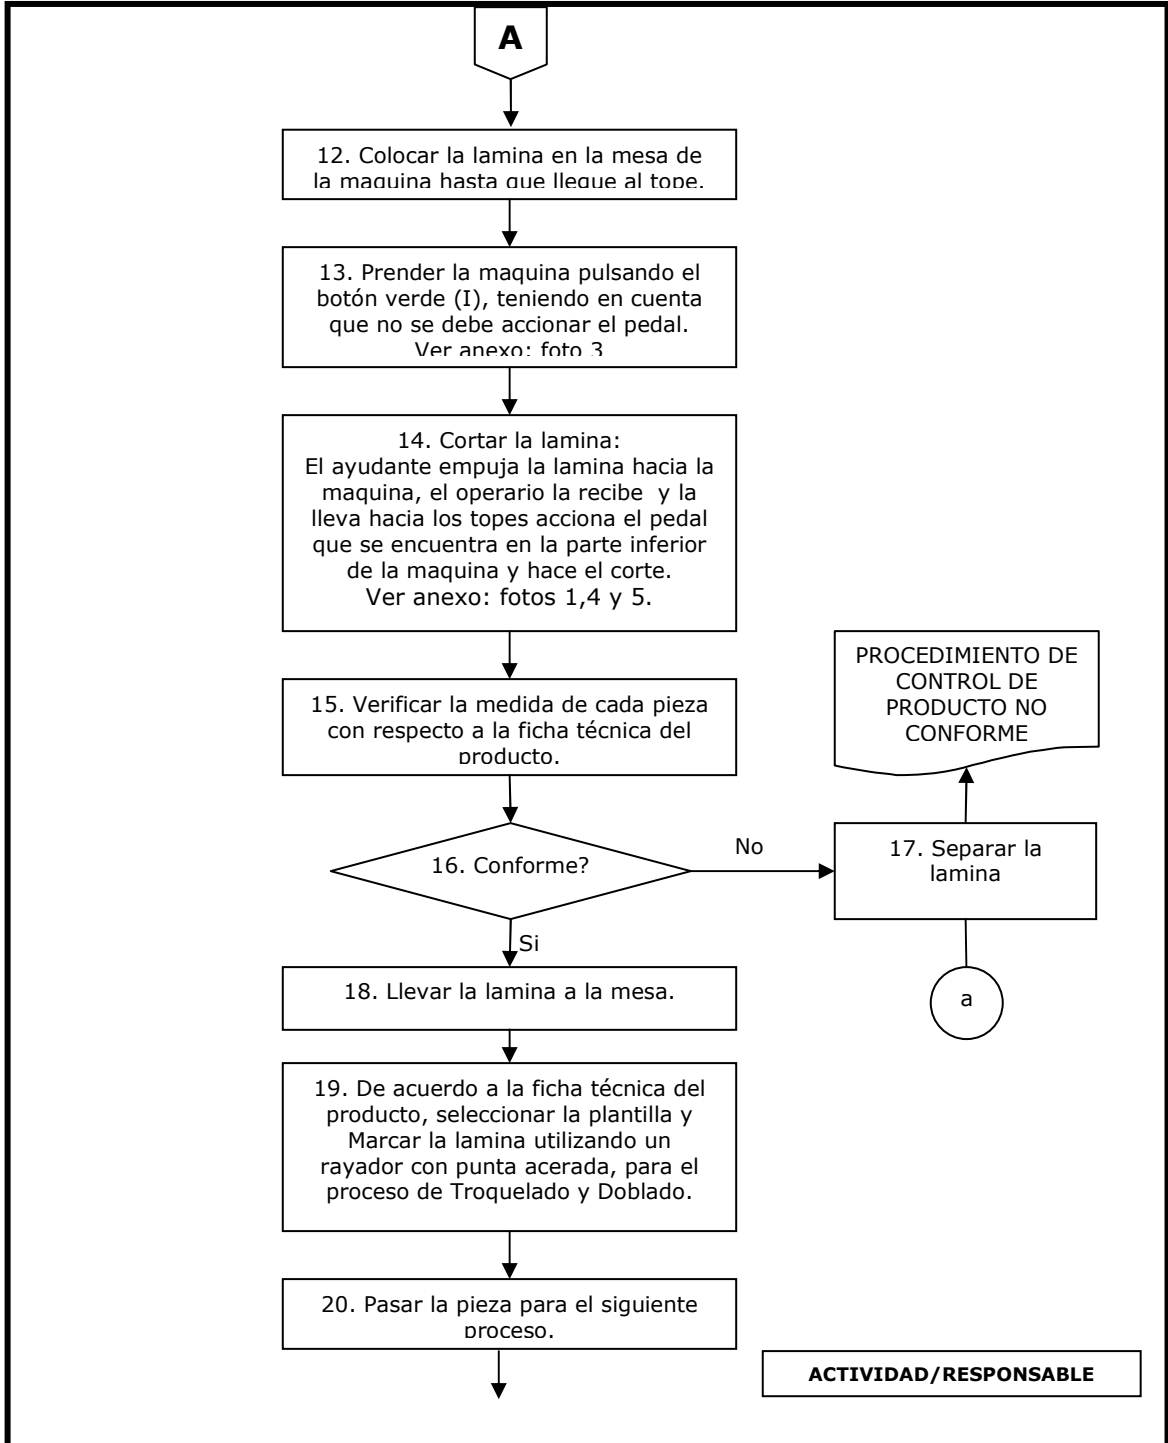 A
12. Colocar la lamina en la mesa de
la maquina hasta que llegue al tope.
13. Prender la maquina pulsando el
botón verde (I), teniendo en cuenta
que no se debe accionar el pedal.
Ver anexo: foto 3
14. Cortar la lamina:
El ayudante empuja la lamina hacia la
maquina, el operario la recibe y la
lleva hacia los topes acciona el pedal
que se encuentra en la parte inferior
de la maquina y hace el corte.
Ver anexo: fotos 1,4 y 5.
15. Verificar la medida de cada pieza
con respecto a la ficha técnica del
producto.
PROCEDIMIENTO DE
CONTROL DE
PRODUCTO NO
CONFORME
16. Conforme?
No
17. Separar la
lamina
Si
a
18. Llevar la lamina a la mesa.
19. De acuerdo a la ficha técnica del
producto, seleccionar la plantilla y
Marcar la lamina utilizando un
rayador con punta acerada, para el
proceso de Troquelado y Doblado.
20. Pasar la pieza para el siguiente
proceso.
ACTIVIDAD/RESPONSABLE